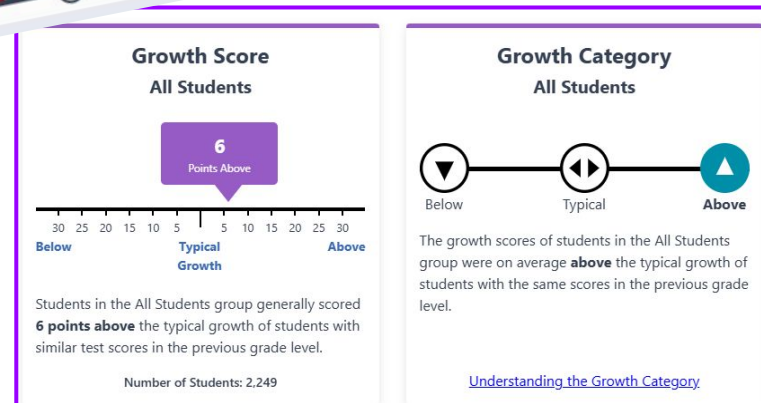 Growth Score
All Students
6
Points Above
30 25 20 15 10 5 5 10 15 20 25 30
Below Typical Above
Growth
Students in the All Students group generally scored
6 points above the typical growth of students with
similar test scores in the previous grade level.
Number of Students: 2,249
Growth Category
All Students
Below Typical Above
The growth scores of students in the All Students
group were on average above the typical growth of
students with the same scores in the previous grade
level.
Understanding the Growth Category